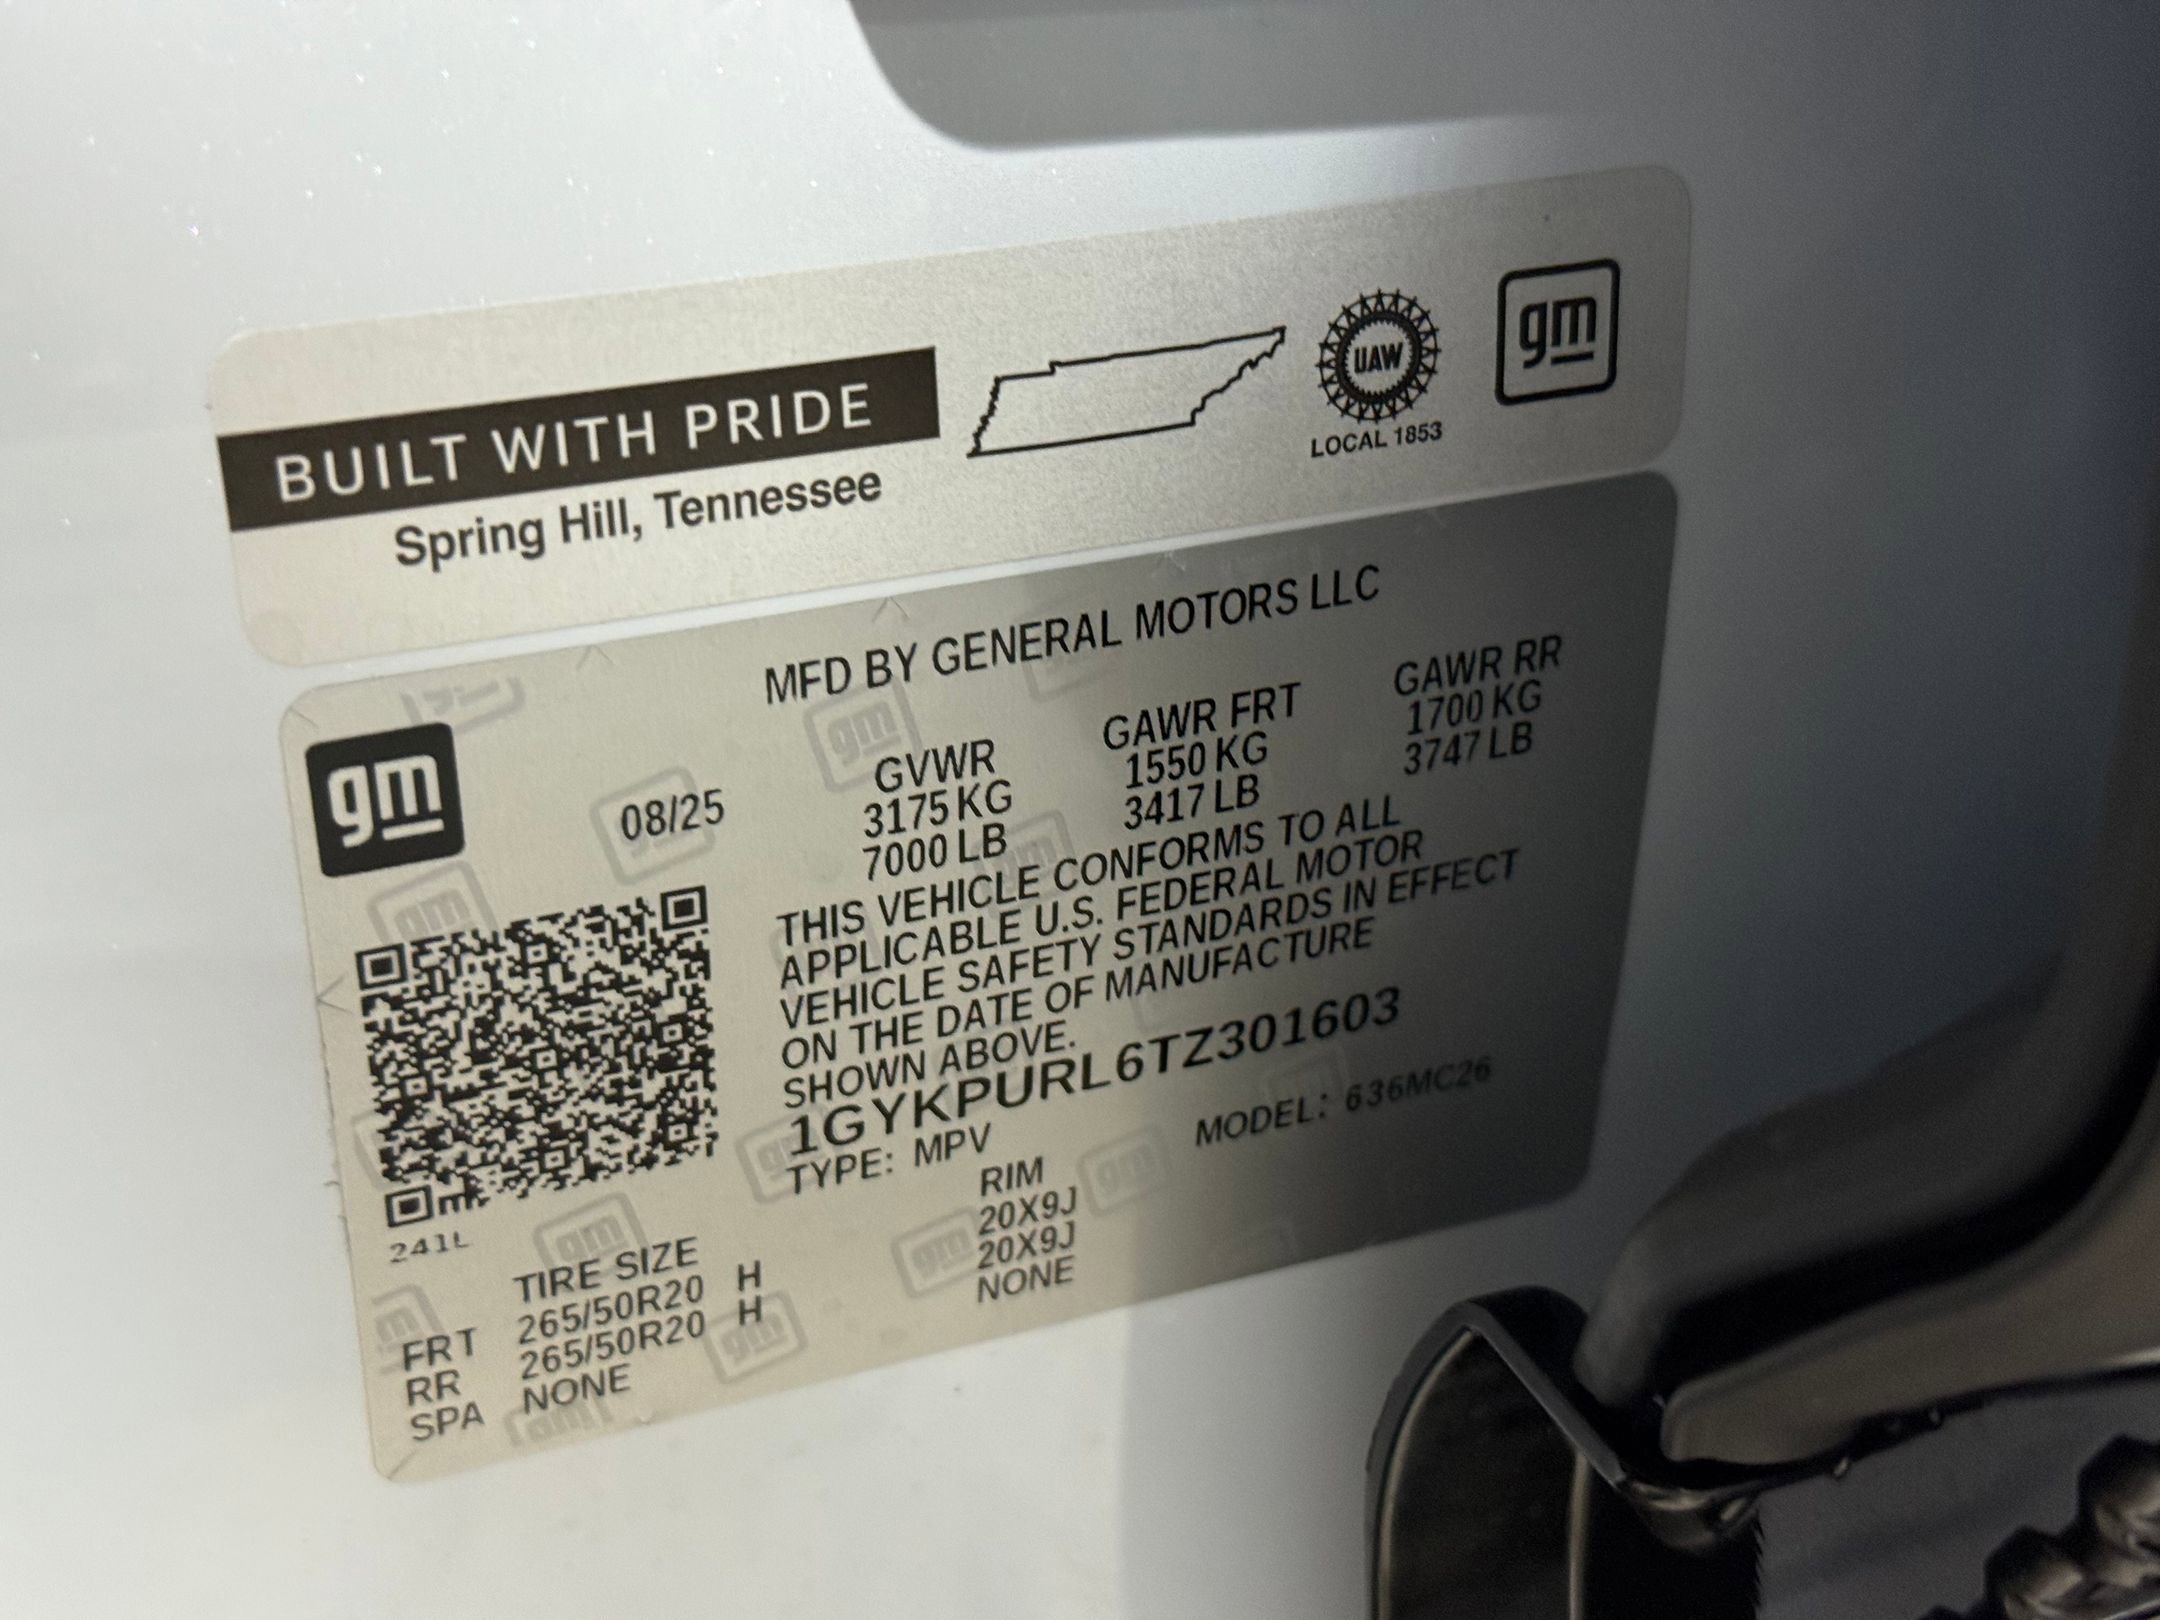 BUILT WITH PRIDE
Spring Hill, Tennessee
UAW
LOCAL 1853
gm
MFD BY GENERAL MOTORS LLC
gm
08/25
GVWR GAWR FRT GAWR RR
3175 KG 1550 KG 1700 KG
7000 LB 3417 LB 3747 LB
THIS VEHICLE CONFORMS TO ALL
APPLICABLE U.S. FEDERAL MOTOR
VEHICLE SAFETY STANDARDS IN EFFECT
ON THE DATE OF MANUFACTURE
SHOWN ABOVE.
1GYKPURL6TZ301603
TYPE: MPV MODEL: 636MC26
241L
TIRE SIZE RIM
FRT 265/50R20 H 20X9J
RR 265/50R20 H 20X9J
SPA NONE NONE